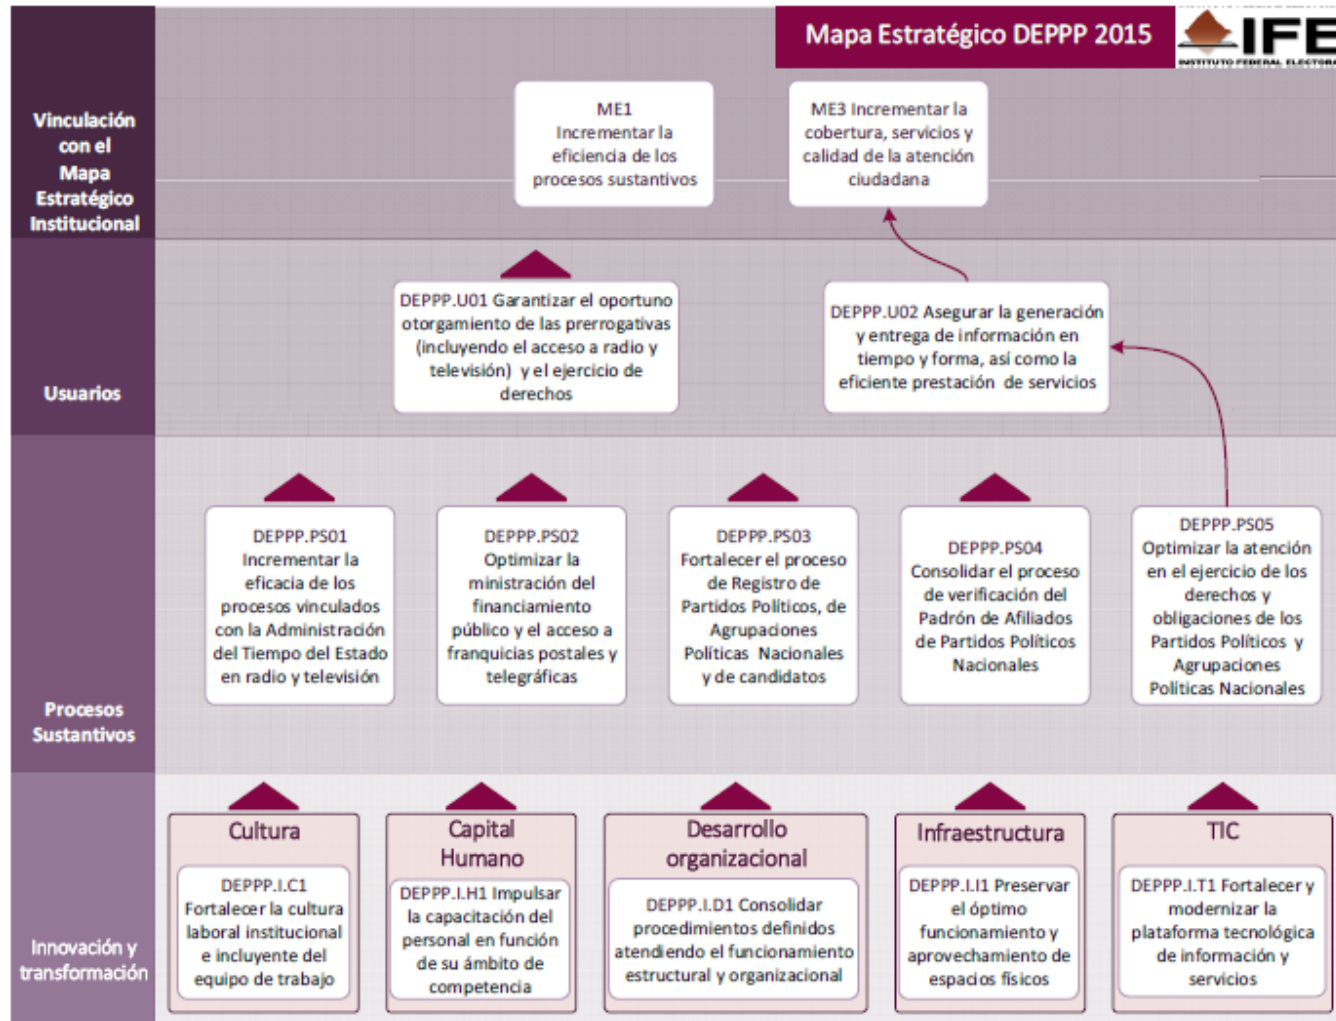 Mapa Estratégico DEPPP 2015
IFE
INSTITUTO FEDERAL ELECTORA
Vinculación
con el
Mapa
Estratégico
Institucional
ME1
Incrementar la
eficiencia de los
procesos sustantivos
ME3 Incrementar la
cobertura, servicios y
calidad de la atención
ciudadana
Usuarios
DEPPP.U01 Garantizar el oportuno
otorgamiento de las prerrogativas
(incluyendo el acceso a radio y
televisión) y el ejercicio de
derechos
DEPPP.U02 Asegurar la generación
y entrega de información en
tiempo y forma, así como la
eficiente prestación de servicios
Procesos
Sustantivos
DEPPP.PS01
Incrementar la
eficacia de los
procesos vinculados
con la Administración
del Tiempo del Estado
en radio y televisión
DEPPP.PS02
Optimizar la
ministración del
financiamiento
público y el acceso a
franquicias postales y
telegráficas
DEPPP.PS03
Fortalecer el proceso
de Registro de
Partidos Políticos, de
Agrupaciones
Políticas Nacionales
y de candidatos
DEPPP.PS04
Consolidar el proceso
de verificación del
Padrón de Afiliados
de Partidos Políticos
Nacionales
DEPPP.PS05
Optimizar la atención
en el ejercicio de los
derechos y
obligaciones de los
Partidos Políticos y
Agrupaciones
Políticas Nacionales
Innovación y
transformación
Cultura
DEPPP.I.C1
Fortalecer la cultura
laboral institucional
e incluyente del
equipo de trabajo
Capital
Humano
DEPPP.I.H1 Impulsar
la capacitación del
personal en función
de su ámbito de
competencia
Desarrollo
organizacional
DEPPP.I.D1 Consolidar
procedimientos definidos
atendiendo el funcionamiento
estructural y organizacional
Infraestructura
DEPPP.I.I1 Preservar
el óptimo
funcionamiento y
aprovechamiento de
espacios físicos
TIC
DEPPP.I.T1 Fortalecer y
modernizar la
plataforma tecnológica
de información y
servicios